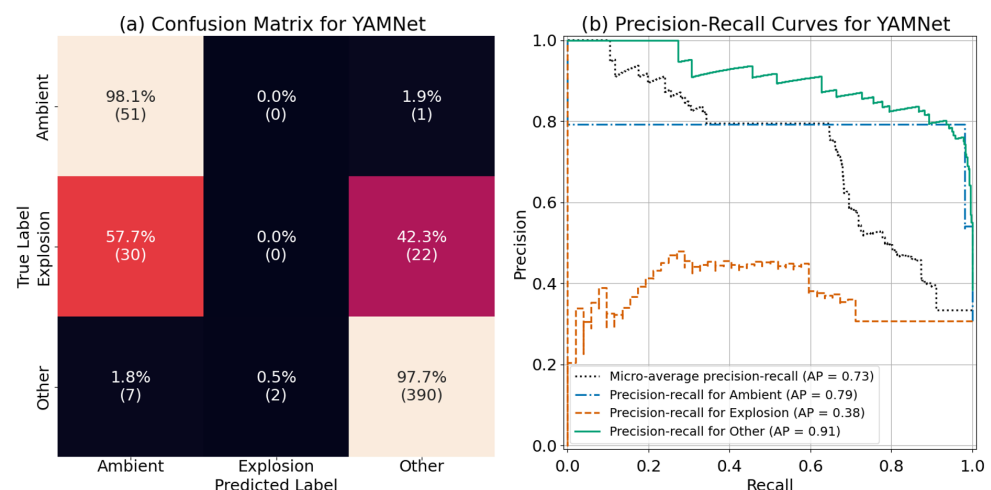 (a) Confusion Matrix for YAMNet
True Label
Ambient
Explosion
Other
98.1%
(51)
0.0%
(0)
1.9%
(1)
57.7%
(30)
0.0%
(0)
42.3%
(22)
1.8%
(7)
0.5%
(2)
97.7%
(390)
Ambient
Explosion
Other
Predicted Label
(b) Precision-Recall Curves for YAMNet
Precision
1.0
0.8
0.6
0.4
0.2
0.0
Micro-average precision-recall (AP = 0.73)
Precision-recall for Ambient (AP = 0.79)
Precision-recall for Explosion (AP = 0.38)
Precision-recall for Other (AP = 0.91)
0.0
0.2
0.4
0.6
0.8
1.0
Recall